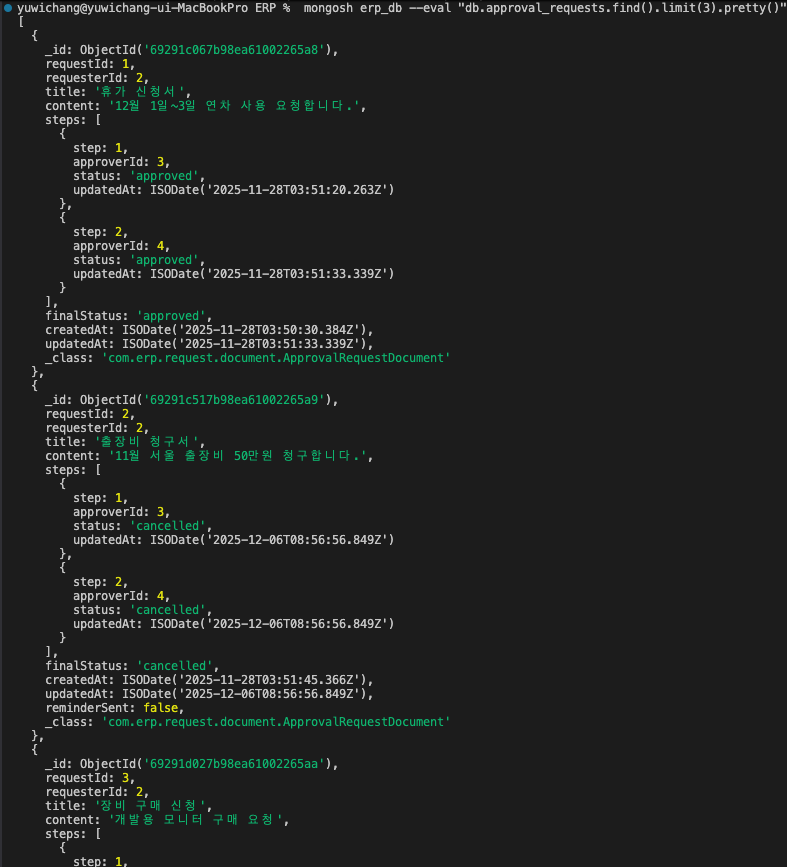 yuwichang@yuwichang-ui-MacBookPro ERP %  mongosh erp_db --eval "db.approval_requests.find().limit(3).pretty()"
[
  {
    _id: ObjectId('69291c067b98ea61002265a8'),
    requestId: 1,
    requesterId: 2,
    title: '휴가 신청서',
    content: '12월 1일~3일 연차 사용 요청합니다.',
    steps: [
      {
        step: 1,
        approverId: 3,
        status: 'approved',
        updatedAt: ISODate('2025-11-28T03:51:20.263Z')
      },
      {
        step: 2,
        approverId: 4,
        status: 'approved',
        updatedAt: ISODate('2025-11-28T03:51:33.339Z')
      }
    ],
    finalStatus: 'approved',
    createdAt: ISODate('2025-11-28T03:50:30.384Z'),
    updatedAt: ISODate('2025-11-28T03:51:33.339Z'),
    _class: 'com.erp.request.document.ApprovalRequestDocument'
  },
  {
    _id: ObjectId('69291c517b98ea61002265a9'),
    requestId: 2,
    requesterId: 2,
    title: '출장비 청구서',
    content: '11월 서울 출장비 50만원 청구합니다.',
    steps: [
      {
        step: 1,
        approverId: 3,
        status: 'cancelled',
        updatedAt: ISODate('2025-12-06T08:56:56.849Z')
      },
      {
        step: 2,
        approverId: 4,
        status: 'cancelled',
        updatedAt: ISODate('2025-12-06T08:56:56.849Z')
      }
    ],
    finalStatus: 'cancelled',
    createdAt: ISODate('2025-11-28T03:51:45.366Z'),
    updatedAt: ISODate('2025-12-06T08:56:56.849Z'),
    reminderSent: false,
    _class: 'com.erp.request.document.ApprovalRequestDocument'
  },
  {
    _id: ObjectId('69291d027b98ea61002265aa'),
    requestId: 3,
    requesterId: 2,
    title: '장비 구매 신청',
    content: '개발용 모니터 구매 요청',
    steps: [
      {
        step: 1,